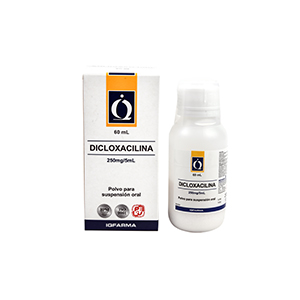 60 mL
DICLOXACILINA
250mg/5mL
Polvo para
suspensión oral
IQFARMA
60 mL
DICLOXACILINA
250mg/5mL
Polvo para suspensión oral